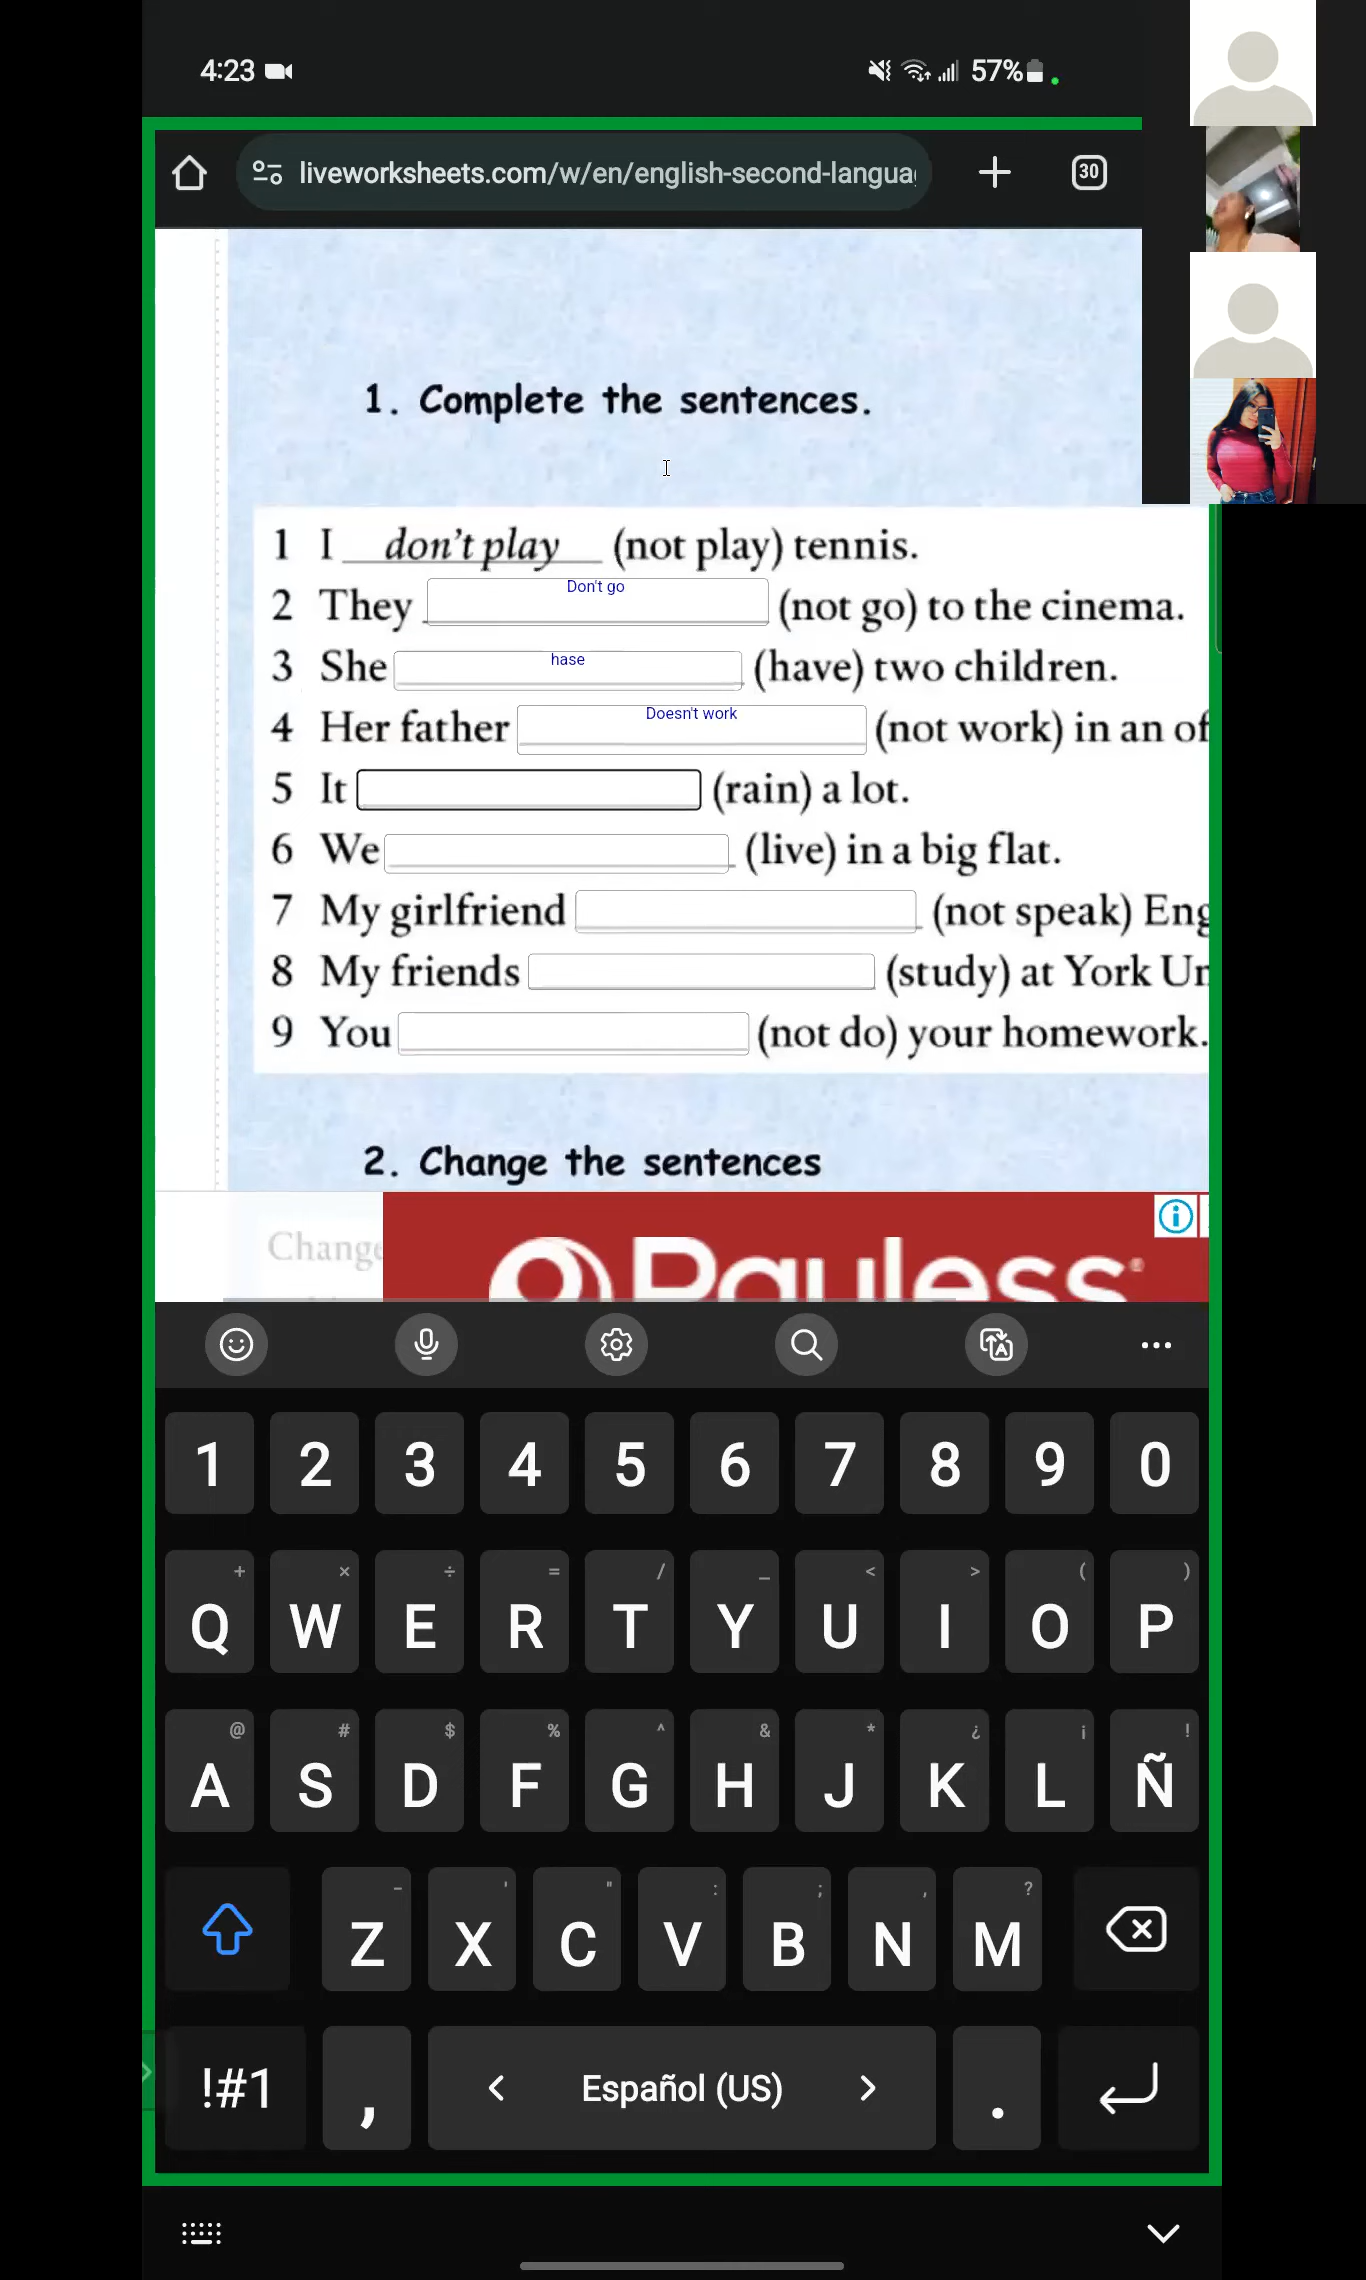 4:23 57%
liveworksheets.com/w/en/english-second-langua 30
1. Complete the sentences.
1 I don't play (not play) tennis.
2 They Don't go (not go) to the cinema.
3 She hase (have) two children.
4 Her father Doesn't work (not work) in an of
5 It (rain) a lot.
6 We (live) in a big flat.
7 My girlfriend (not speak) Eng
8 My friends (study) at York Un
9 You (not do) your homework.
2. Change the sentences
Change
Payless®
1 2 3 4 5 6 7 8 9 0
+ × ÷ = / _ < > ( )
Q W E R T Y U I O P
@ # $ % ^ & * ¿ ¡ !
A S D F G H J K L Ñ
- ' " : ; , ?
Z X C V B N M
!#1 , < Español (US) > .